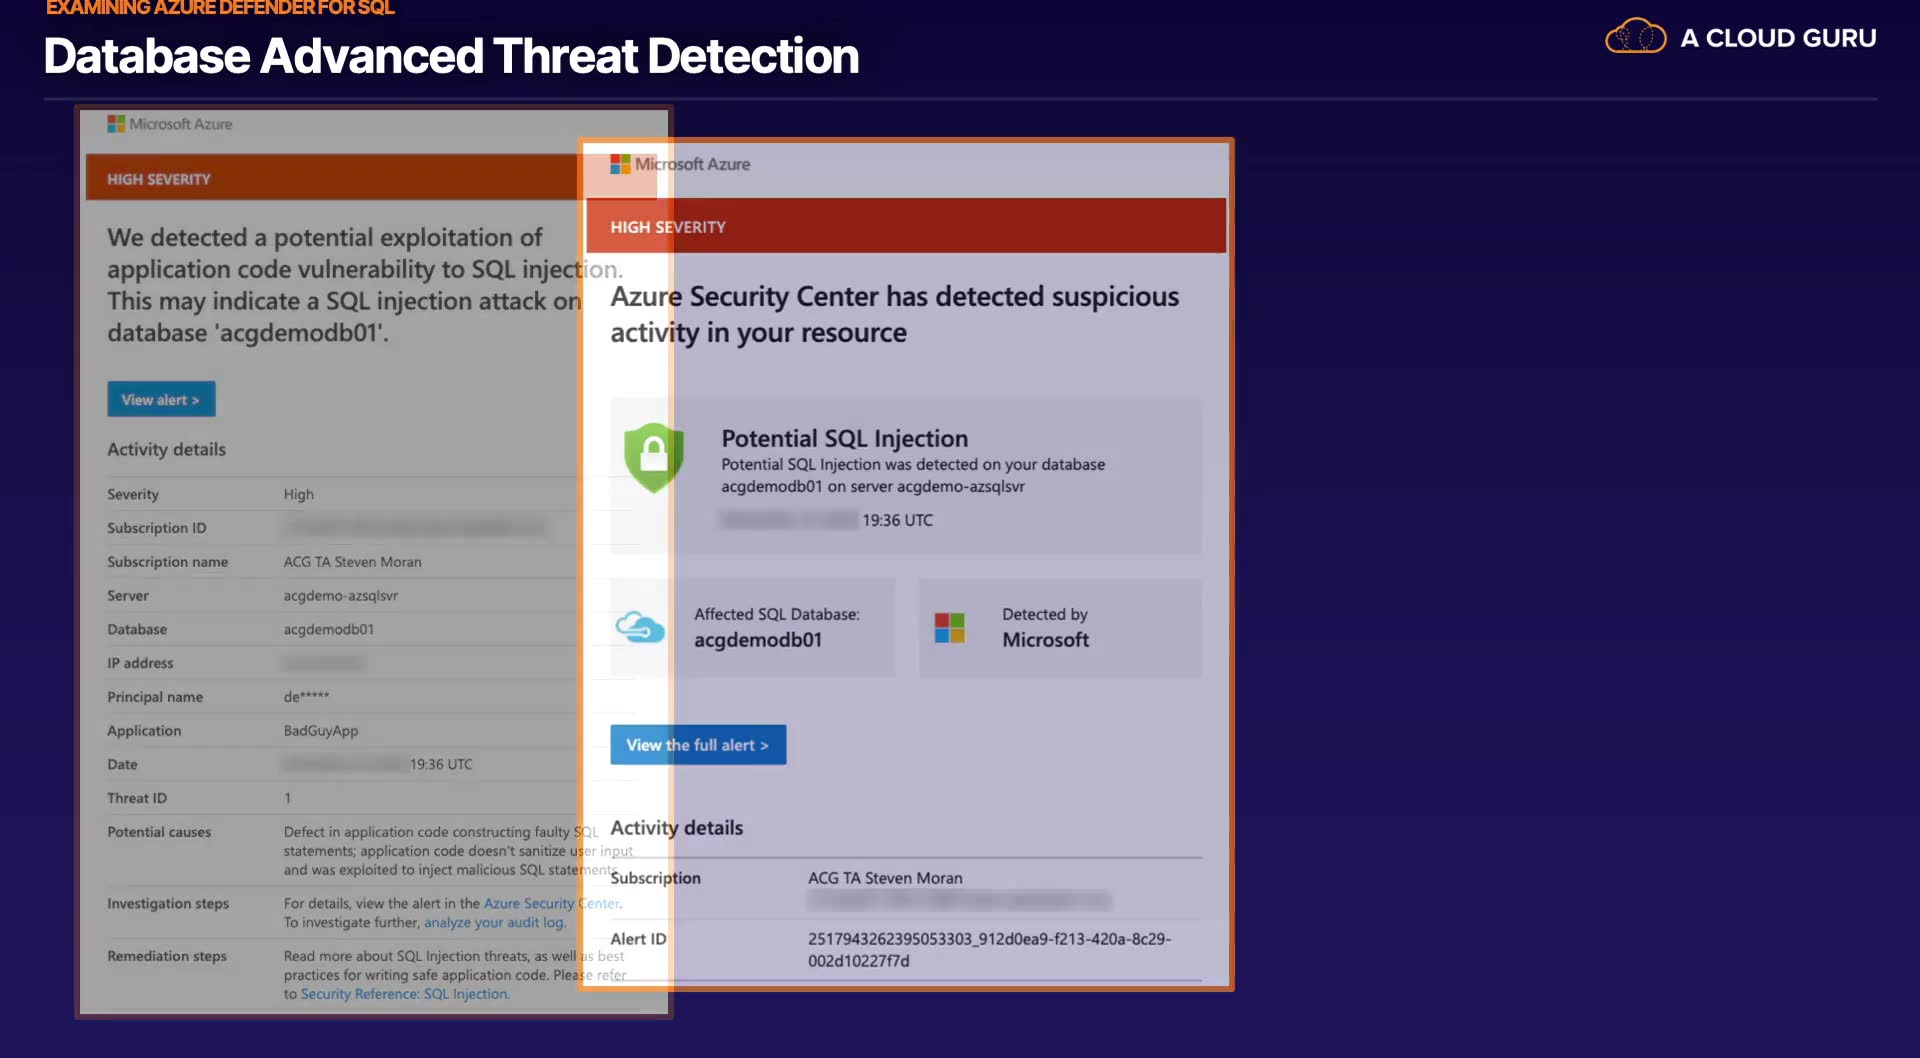 EXAMINING AZURE DEFENDER FOR SQL
Database Advanced Threat Detection
A CLOUD GURU
Microsoft Azure
HIGH SEVERITY
We detected a potential exploitation of
application code vulnerability to SQL injection.
This may indicate a SQL injection attack on
database 'acgdemodb01'.
View alert >
Activity details
Severity High
Subscription ID
Subscription name ACG TA Steven Moran
Server acgdemo-azsqlsvr
Database acgdemodb01
IP address
Principal name de*****
Application BadGuyApp
Date 19:36 UTC
Threat ID 1
Potential causes Defect in application code constructing faulty SQL
statements; application code doesn't sanitize user input
and was exploited to inject malicious SQL statements.
Investigation steps For details, view the alert in the Azure Security Center.
To investigate further, analyze your audit log.
Remediation steps Read more about SQL Injection threats, as well as best
practices for writing safe application code. Please refer
to Security Reference: SQL Injection.
Microsoft Azure
HIGH SEVERITY
Azure Security Center has detected suspicious
activity in your resource
Potential SQL Injection
Potential SQL Injection was detected on your database
acgdemodb01 on server acgdemo-azsqlsvr
19:36 UTC
Affected SQL Database:
acgdemodb01
Detected by
Microsoft
View the full alert >
Activity details
Subscription ACG TA Steven Moran
Alert ID 2517943262395053303_912d0ea9-f213-420a-8c29-
002d10227f7d